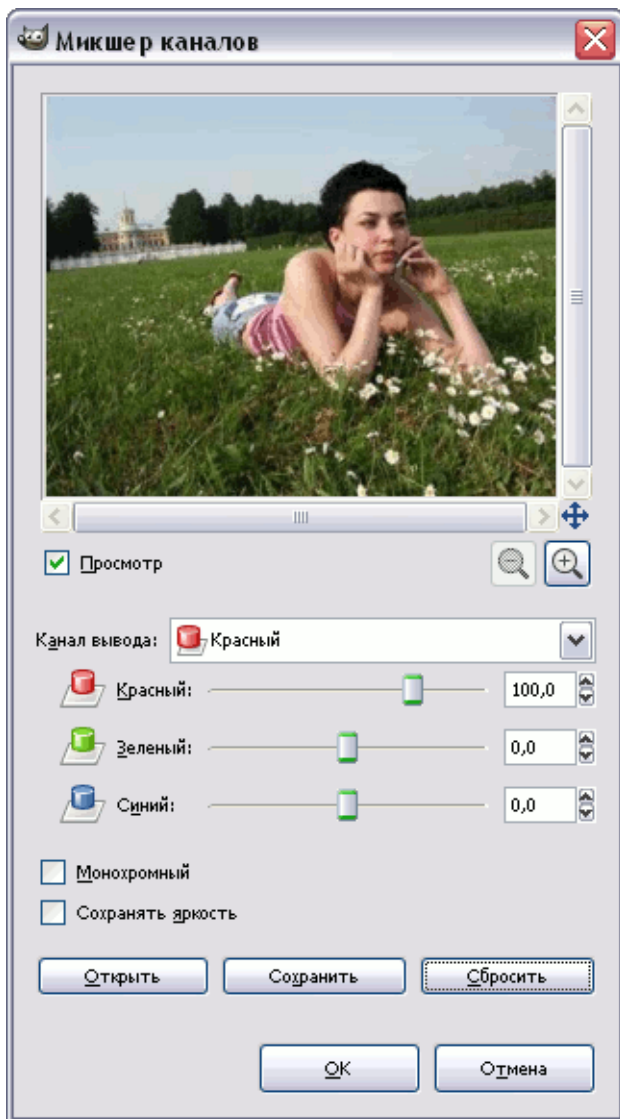 Микшер каналов
Просмотр
Канал вывода: Красный
Красный: 100,0
Зеленый: 0,0
Синий: 0,0
Монохромный
Сохранять яркость
Открыть Сохранить Сбросить
OK Отмена